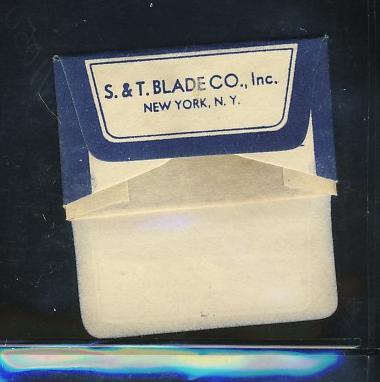 S. & T. BLADE CO., Inc.
NEW YORK, N. Y.